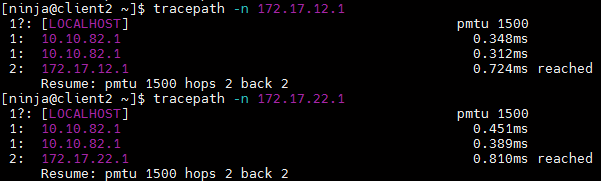 [ninja@client2 ~]$ tracepath -n 172.17.12.1
1?: [LOCALHOST] pmtu 1500
1: 10.10.82.1 0.348ms
1: 10.10.82.1 0.312ms
2: 172.17.12.1 0.724ms reached
Resume: pmtu 1500 hops 2 back 2
[ninja@client2 ~]$ tracepath -n 172.17.22.1
1?: [LOCALHOST] pmtu 1500
1: 10.10.82.1 0.451ms
1: 10.10.82.1 0.389ms
2: 172.17.22.1 0.810ms reached
Resume: pmtu 1500 hops 2 back 2